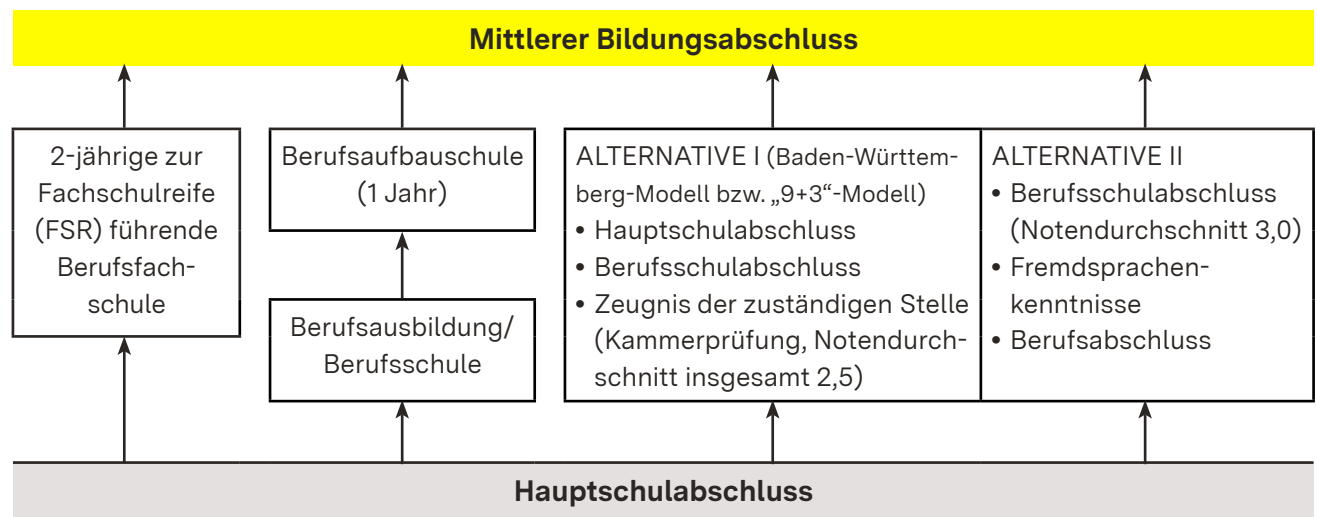 Mittlerer Bildungsabschluss
2-jährige zur
Fachschulreife
(FSR) führende
Berufsfach-
schule
Berufsaufbauschule
(1 Jahr)
Berufsausbildung/
Berufsschule
ALTERNATIVE I (Baden-Württem-
berg-Modell bzw. „9+3“-Modell)
• Hauptschulabschluss
• Berufsschulabschluss
• Zeugnis der zuständigen Stelle
(Kammerprüfung, Notendurch-
schnitt insgesamt 2,5)
ALTERNATIVE II
• Berufsschulabschluss
(Notendurchschnitt 3,0)
• Fremdsprachen-
kenntnisse
• Berufsabschluss
Hauptschulabschluss